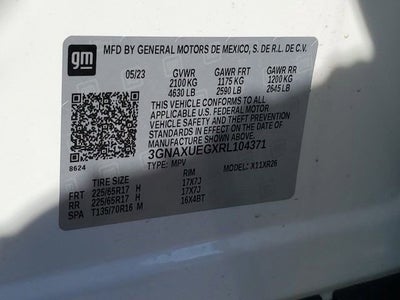 gm
MFD BY GENERAL MOTORS DE MEXICO, S. DE R.L. DE C.V.
05/23 GVWR GAWR FRT GAWR RR
2100 KG 1175 KG 1200 KG
4630 LB 2590 LB 2645 LB
THIS VEHICLE CONFORMS TO ALL
APPLICABLE U.S. FEDERAL MOTOR
VEHICLE SAFETY AND THEFT PREVENTION
STANDARDS IN EFFECT ON THE DATE OF
MANUFACTURE SHOWN ABOVE.
3GNAXUEGXRL104371
8624 TYPE: MPV MODEL: X11XR26
TIRE SIZE RIM
FRT 225/65R17 H 17X7J
RR 225/65R17 H 17X7J
SPA T135/70R16 M 16X4BT